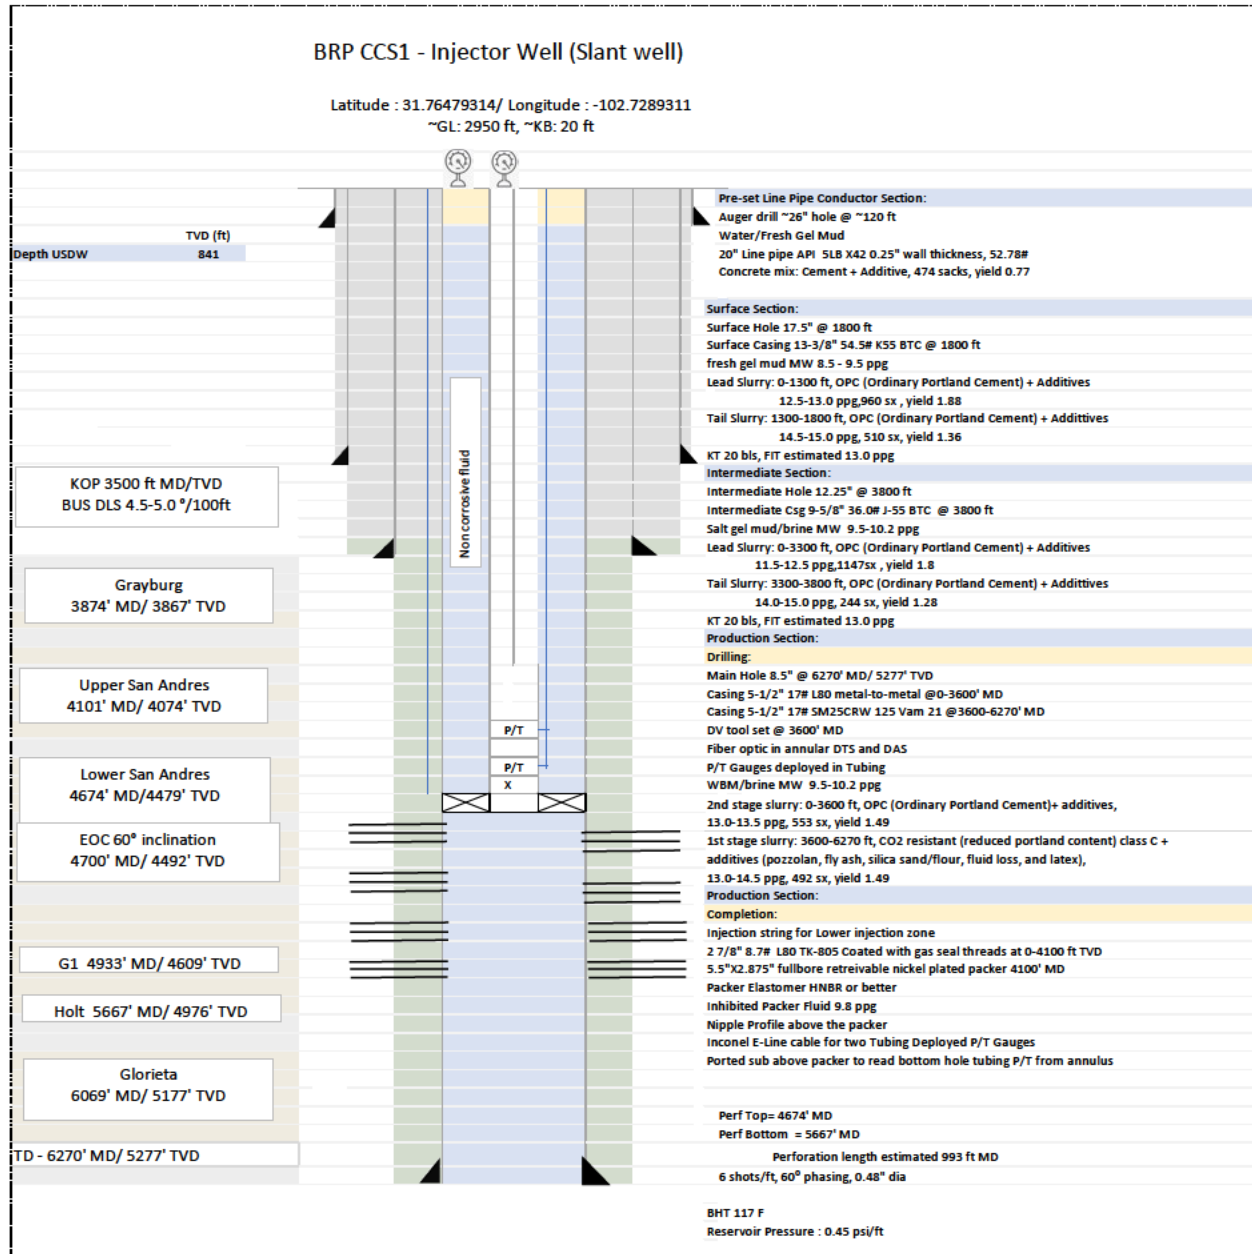 BRP CCS1 - Injector Well (Slant well)
Latitude : 31.76479314/ Longitude : -102.7289311
~GL: 2950 ft, ~KB: 20 ft
TVD (ft)
Depth USDW 841
KOP 3500 ft MD/TVD
BUS DLS 4.5-5.0 °/100ft
Grayburg
3874' MD/ 3867' TVD
Upper San Andres
4101' MD/ 4074' TVD
Lower San Andres
4674' MD/4479' TVD
EOC 60° inclination
4700' MD/ 4492' TVD
G1 4933' MD/ 4609' TVD
Holt 5667' MD/ 4976' TVD
Glorieta
6069' MD/ 5177' TVD
TD - 6270' MD/ 5277' TVD
Non corrosive fluid
P/T
P/T
X
Pre-set Line Pipe Conductor Section:
Auger drill ~26" hole @ ~120 ft
Water/Fresh Gel Mud
20" Line pipe API 5LB X42 0.25" wall thickness, 52.78#
Concrete mix: Cement + Additive, 474 sacks, yield 0.77
Surface Section:
Surface Hole 17.5" @ 1800 ft
Surface Casing 13-3/8" 54.5# K55 BTC @ 1800 ft
fresh gel mud MW 8.5 - 9.5 ppg
Lead Slurry: 0-1300 ft, OPC (Ordinary Portland Cement) + Additives
12.5-13.0 ppg,960 sx , yield 1.88
Tail Slurry: 1300-1800 ft, OPC (Ordinary Portland Cement) + Addittives
14.5-15.0 ppg, 510 sx, yield 1.36
KT 20 bls, FIT estimated 13.0 ppg
Intermediate Section:
Intermediate Hole 12.25" @ 3800 ft
Intermediate Csg 9-5/8" 36.0# J-55 BTC @ 3800 ft
Salt gel mud/brine MW 9.5-10.2 ppg
Lead Slurry: 0-3300 ft, OPC (Ordinary Portland Cement) + Additives
11.5-12.5 ppg,1147sx , yield 1.8
Tail Slurry: 3300-3800 ft, OPC (Ordinary Portland Cement) + Additives
14.0-15.0 ppg, 244 sx, yield 1.28
KT 20 bls, FIT estimated 13.0 ppg
Production Section:
Drilling:
Main Hole 8.5" @ 6270' MD/ 5277' TVD
Casing 5-1/2" 17# L80 metal-to-metal @0-3600' MD
Casing 5-1/2" 17# SM25CRW 125 Vam 21 @3600-6270' MD
DV tool set @ 3600' MD
Fiber optic in annular DTS and DAS
P/T Gauges deployed in Tubing
WBM/brine MW 9.5-10.2 ppg
2nd stage slurry: 0-3600 ft, OPC (Ordinary Portland Cement)+ additives,
13.0-13.5 ppg, 553 sx, yield 1.49
1st stage slurry: 3600-6270 ft, CO2 resistant (reduced portland content) class C +
additives (pozzolan, fly ash, silica sand/flour, fluid loss, and latex),
13.0-14.5 ppg, 492 sx, yield 1.49
Production Section:
Completion:
Injection string for Lower injection zone
2 7/8" 8.7# L80 TK-805 Coated with gas seal threads at 0-4100 ft TVD
5.5"X2.875" fullbore retreivable nickel plated packer 4100' MD
Packer Elastomer HNBR or better
Inhibited Packer Fluid 9.8 ppg
Nipple Profile above the packer
Inconel E-Line cable for two Tubing Deployed P/T Gauges
Ported sub above packer to read bottom hole tubing P/T from annulus
Perf Top= 4674' MD
Perf Bottom = 5667' MD
Perforation length estimated 993 ft MD
6 shots/ft, 60° phasing, 0.48" dia
BHT 117 F
Reservoir Pressure : 0.45 psi/ft